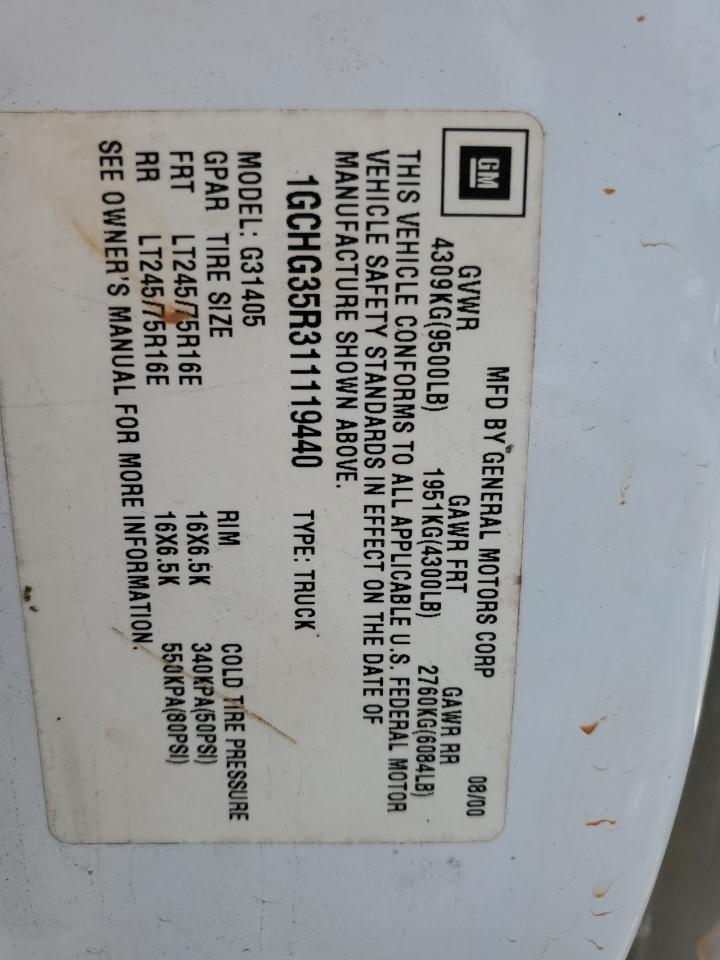 GM
MFD BY GENERAL MOTORS CORP 08/00
GVWR GAWR FRT GAWR RR
4309KG(9500LB) 1951KG(4300LB) 2760KG(6084LB)
THIS VEHICLE CONFORMS TO ALL APPLICABLE U.S. FEDERAL MOTOR
VEHICLE SAFETY STANDARDS IN EFFECT ON THE DATE OF
MANUFACTURE SHOWN ABOVE.
1GCHG35R311119440 TYPE: TRUCK
MODEL: G31405
GPAR TIRE SIZE RIM COLD TIRE PRESSURE
FRT LT245/75R16E 16X6.5K 340KPA(50PSI)
RR LT245/75R16E 16X6.5K 550KPA(80PSI)
SEE OWNER'S MANUAL FOR MORE INFORMATION.